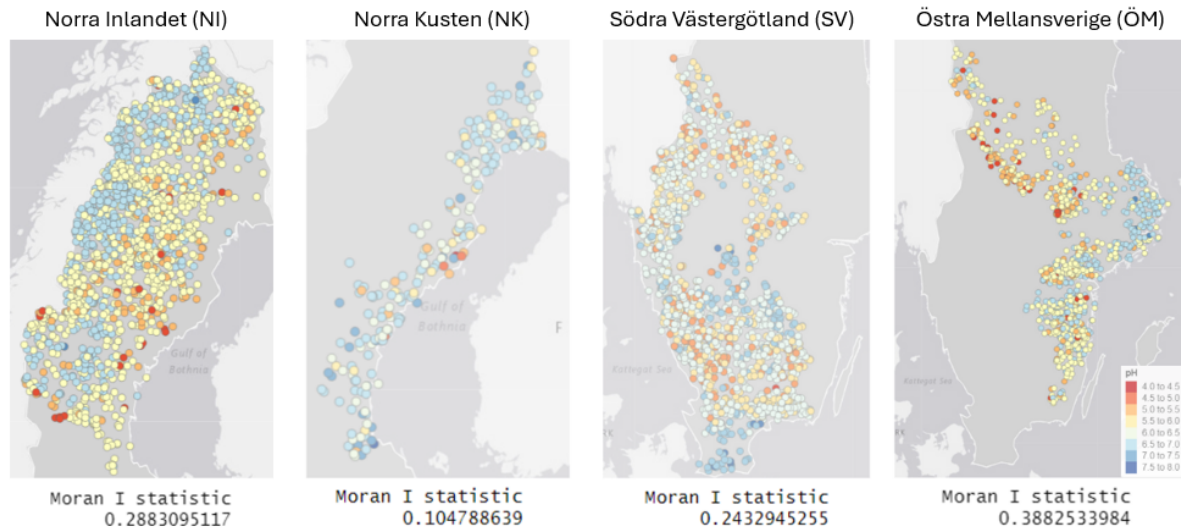 Norra Inlandet (NI)
Norra Kusten (NK)
Södra Västergötland (SV)
Östra Mellansverige (ÖM)
Gulf of
Bothnia
Gulf of
Bothnia
F
Kattegat Sea
RK
Kattegat Sea
RK
pH
4.0 to 4.5
4.5 to 5.0
5.0 to 5.5
5.5 to 6.0
6.0 to 6.5
6.5 to 7.0
7.0 to 7.5
7.5 to 8.0
Moran I statistic
0.2883095117
Moran I statistic
0.104788639
Moran I statistic
0.2432945255
Moran I statistic
0.3882533984